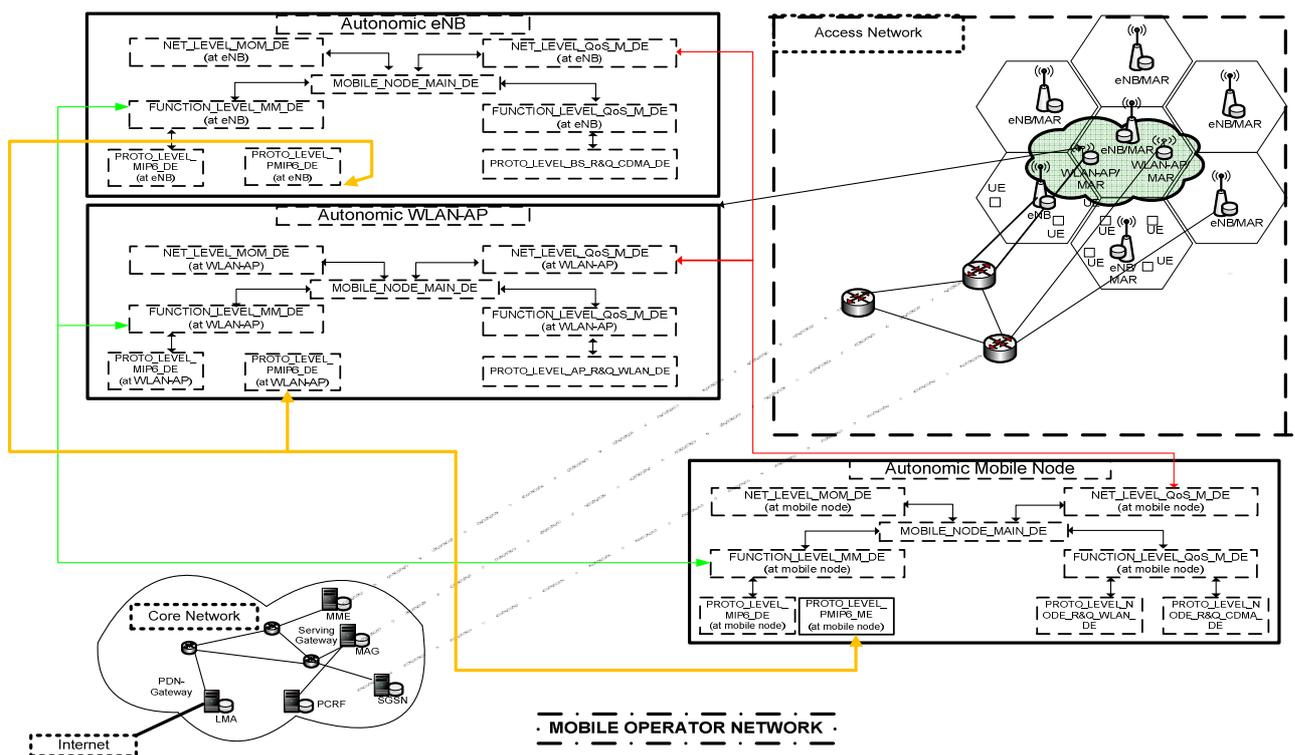 Autonomic eNB
NET_LEVEL_MOM_DE
(at eNB)
NET_LEVEL_QoS_M_DE
(at eNB)
MOBILE_NODE_MAIN_DE
FUNCTION_LEVEL_MM_DE
(at eNB)
FUNCTION_LEVEL_QoS_M_DE
(at eNB)
PROTO_LEVEL_
MIP6_DE
(at eNB)
PROTO_LEVEL_
PMIP6_DE
(at eNB)
PROTO_LEVEL_BS_R&Q_CDMA_DE
Autonomic WLAN-AP
NET_LEVEL_MOM_DE
(at WLAN-AP)
NET_LEVEL_QoS_M_DE
(at WLAN-AP)
MOBILE_NODE_MAIN_DE
FUNCTION_LEVEL_MM_DE
(at WLAN-AP)
FUNCTION_LEVEL_QoS_M_DE
(at WLAN-AP)
PROTO_LEVEL_
MIP6_DE
(at WLAN-AP)
PROTO_LEVEL_
PMIP6_DE
(at WLAN-AP)
PROTO_LEVEL_AP_R&Q_WLAN_DE
Access Network
eNB/MAR
eNB/MAR
eNB/MAR
eNB/MAR
WLAN-AP/
MAR
WLAN-AP
MAR
UE
eNB
UE
UE
UE
UE
UE
eNB/
MAR
eNB/MAR
Autonomic Mobile Node
NET_LEVEL_MOM_DE
(at mobile node)
NET_LEVEL_QoS_M_DE
(at mobile node)
MOBILE_NODE_MAIN_DE
FUNCTION_LEVEL_MM_DE
(at mobile node)
FUNCTION_LEVEL_QoS_M_DE
(at mobile node)
PROTO_LEVEL_
MIP6_DE
(at mobile node)
PROTO_LEVEL_
PMIP6_ME
(at mobile node)
PROTO_LEVEL_N
ODE_R&Q_WLAN_
DE
PROTO_LEVEL_N
ODE_R&Q_CDMA_
DE
Core Network
MME
Serving
Gateway
MAG
PDN-
Gateway
LMA
PCRF
SGSN
Internet
MOBILE OPERATOR NETWORK